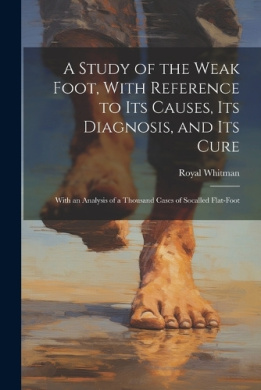 A Study of the Weak
Foot, With Reference
to Its Causes, Its
Diagnosis, and Its
Cure
Royal Whitman
With an Analysis of a Thousand Cases of Socalled Flat-Foot